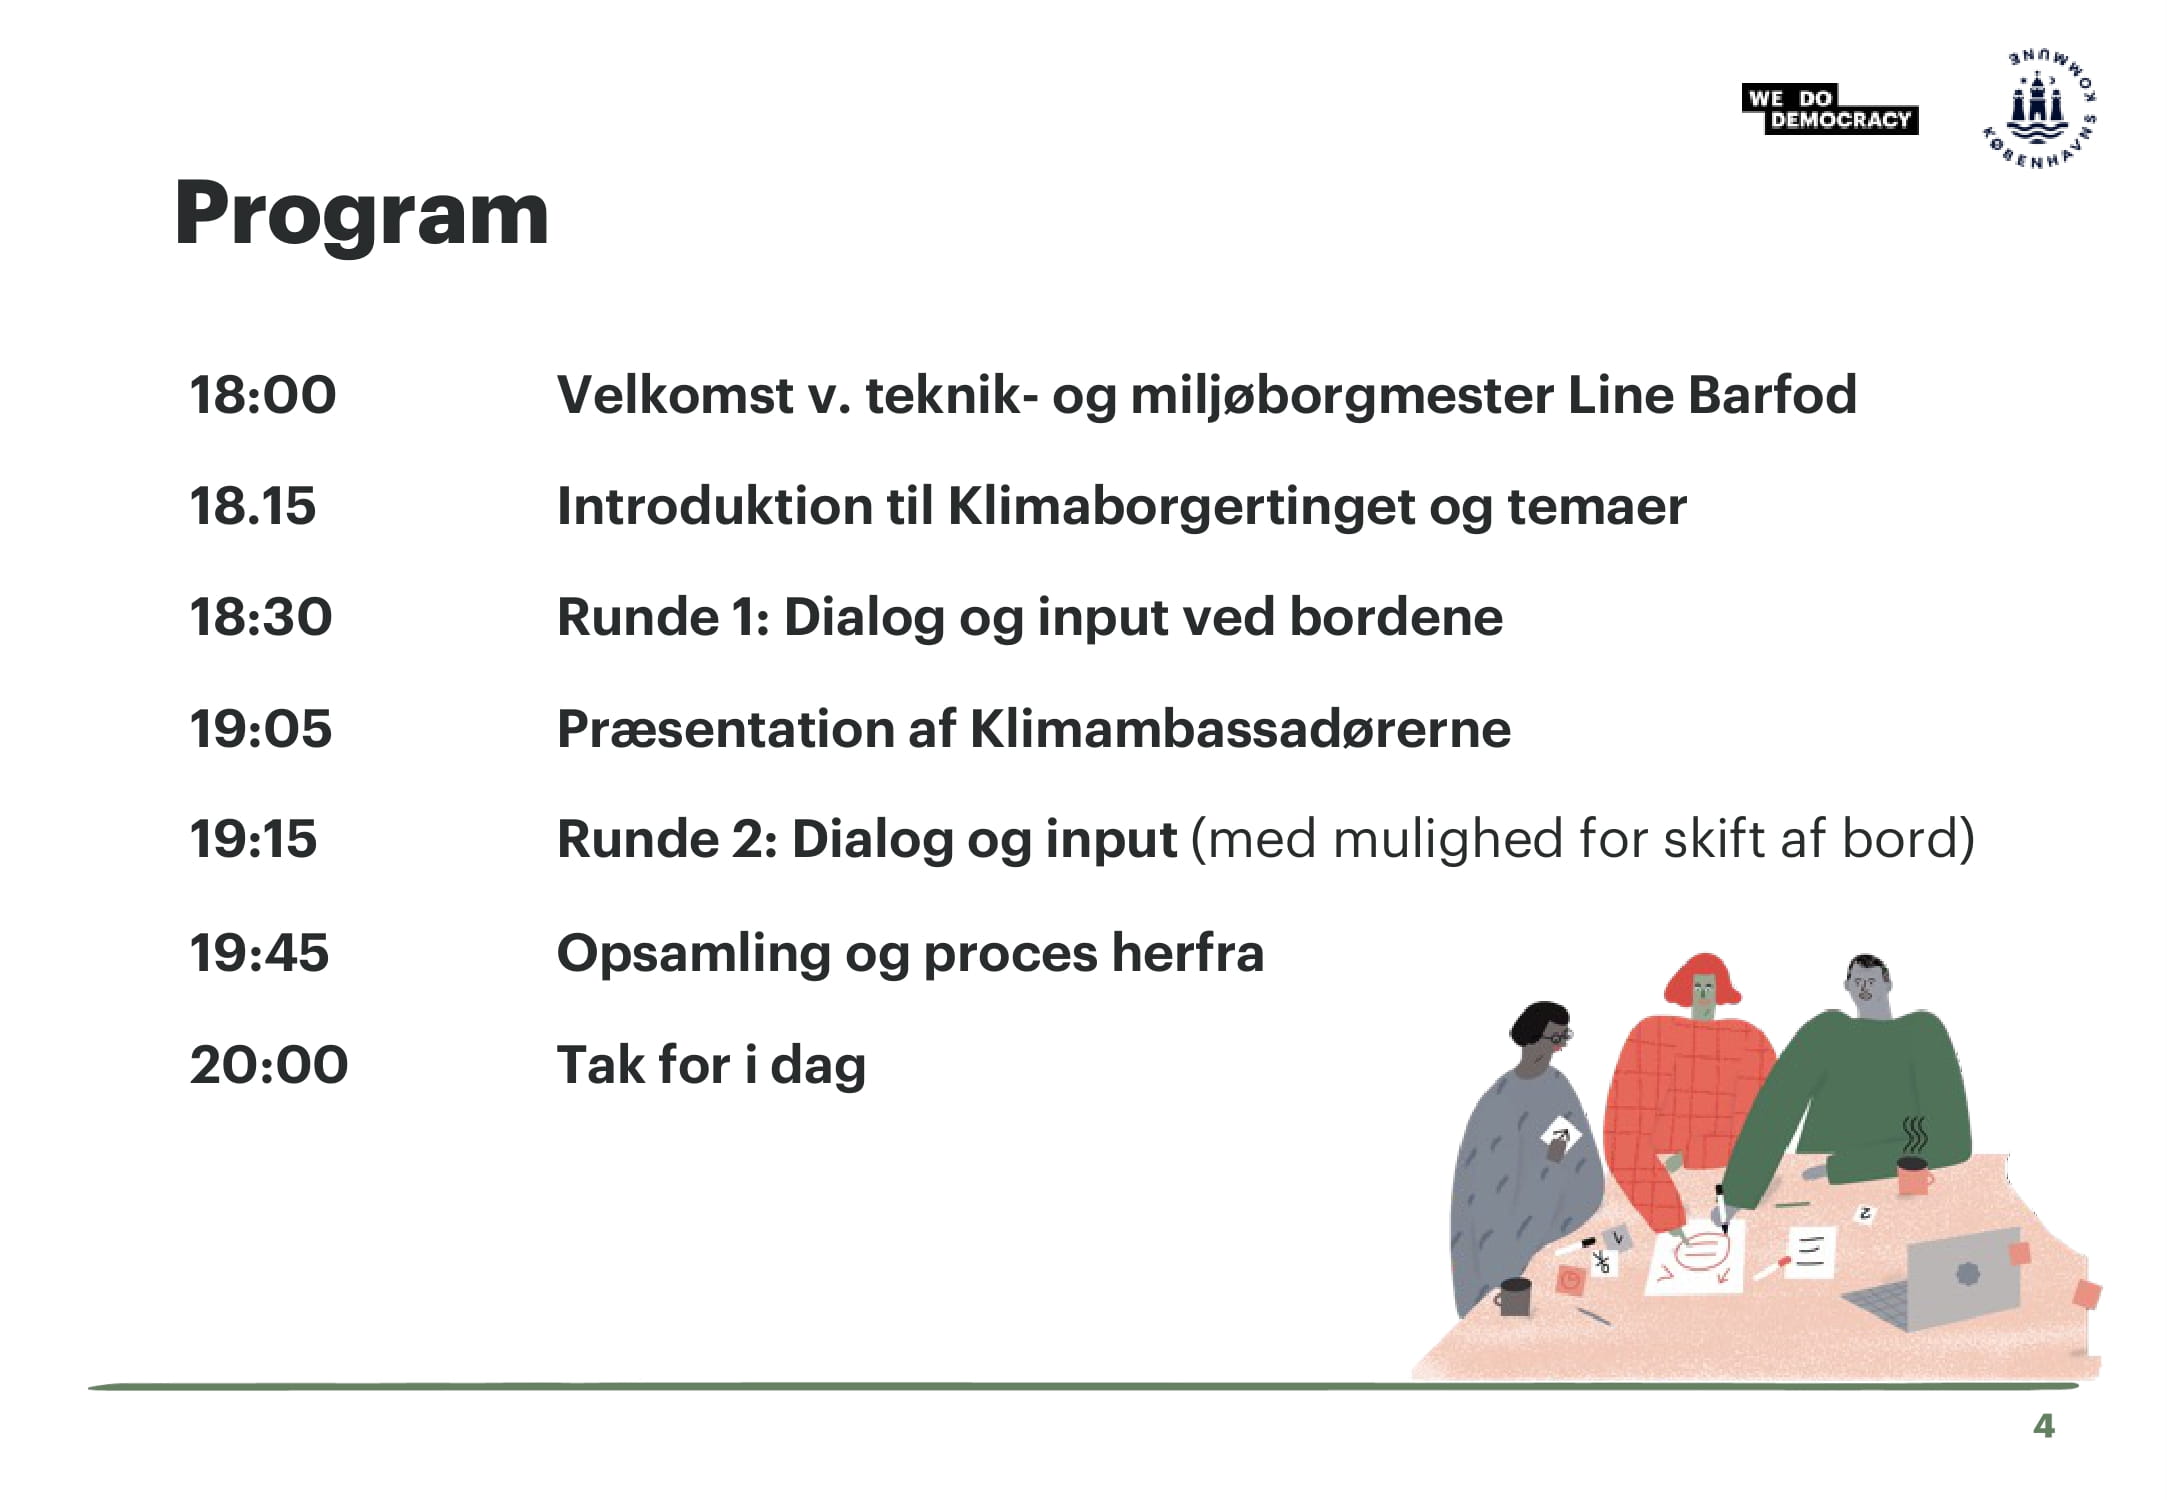 WE DO
DEMOCRACY
KØBENHAVNS KOMMUNE
Program
18:00 Velkomst v. teknik- og miljøborgmester Line Barfod
18.15 Introduktion til Klimaborgertinget og temaer
18:30 Runde 1: Dialog og input ved bordene
19:05 Præsentation af Klimambassadørerne
19:15 Runde 2: Dialog og input (med mulighed for skift af bord)
19:45 Opsamling og proces herfra
20:00 Tak for i dag
2
4